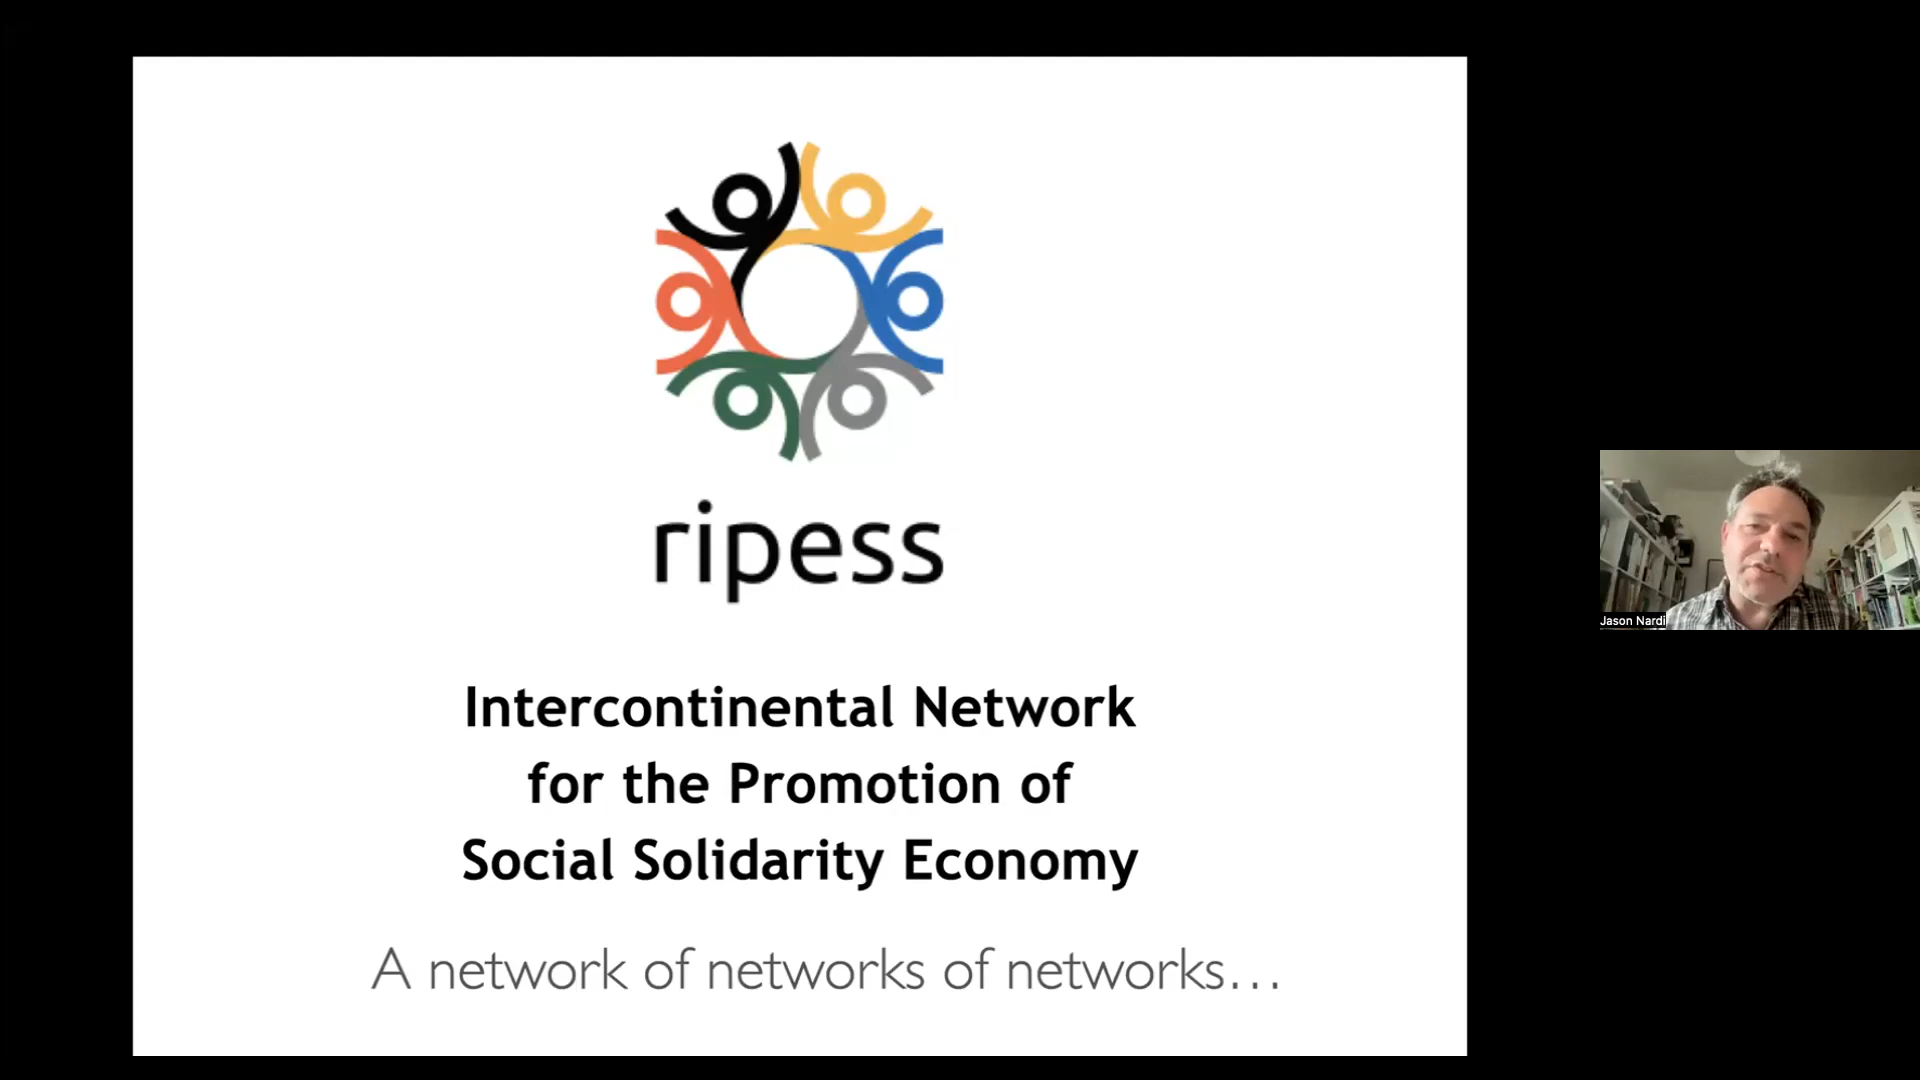 ripess
Intercontinental Network
for the Promotion of
Social Solidarity Economy
A network of networks of networks…
Jason Nardi